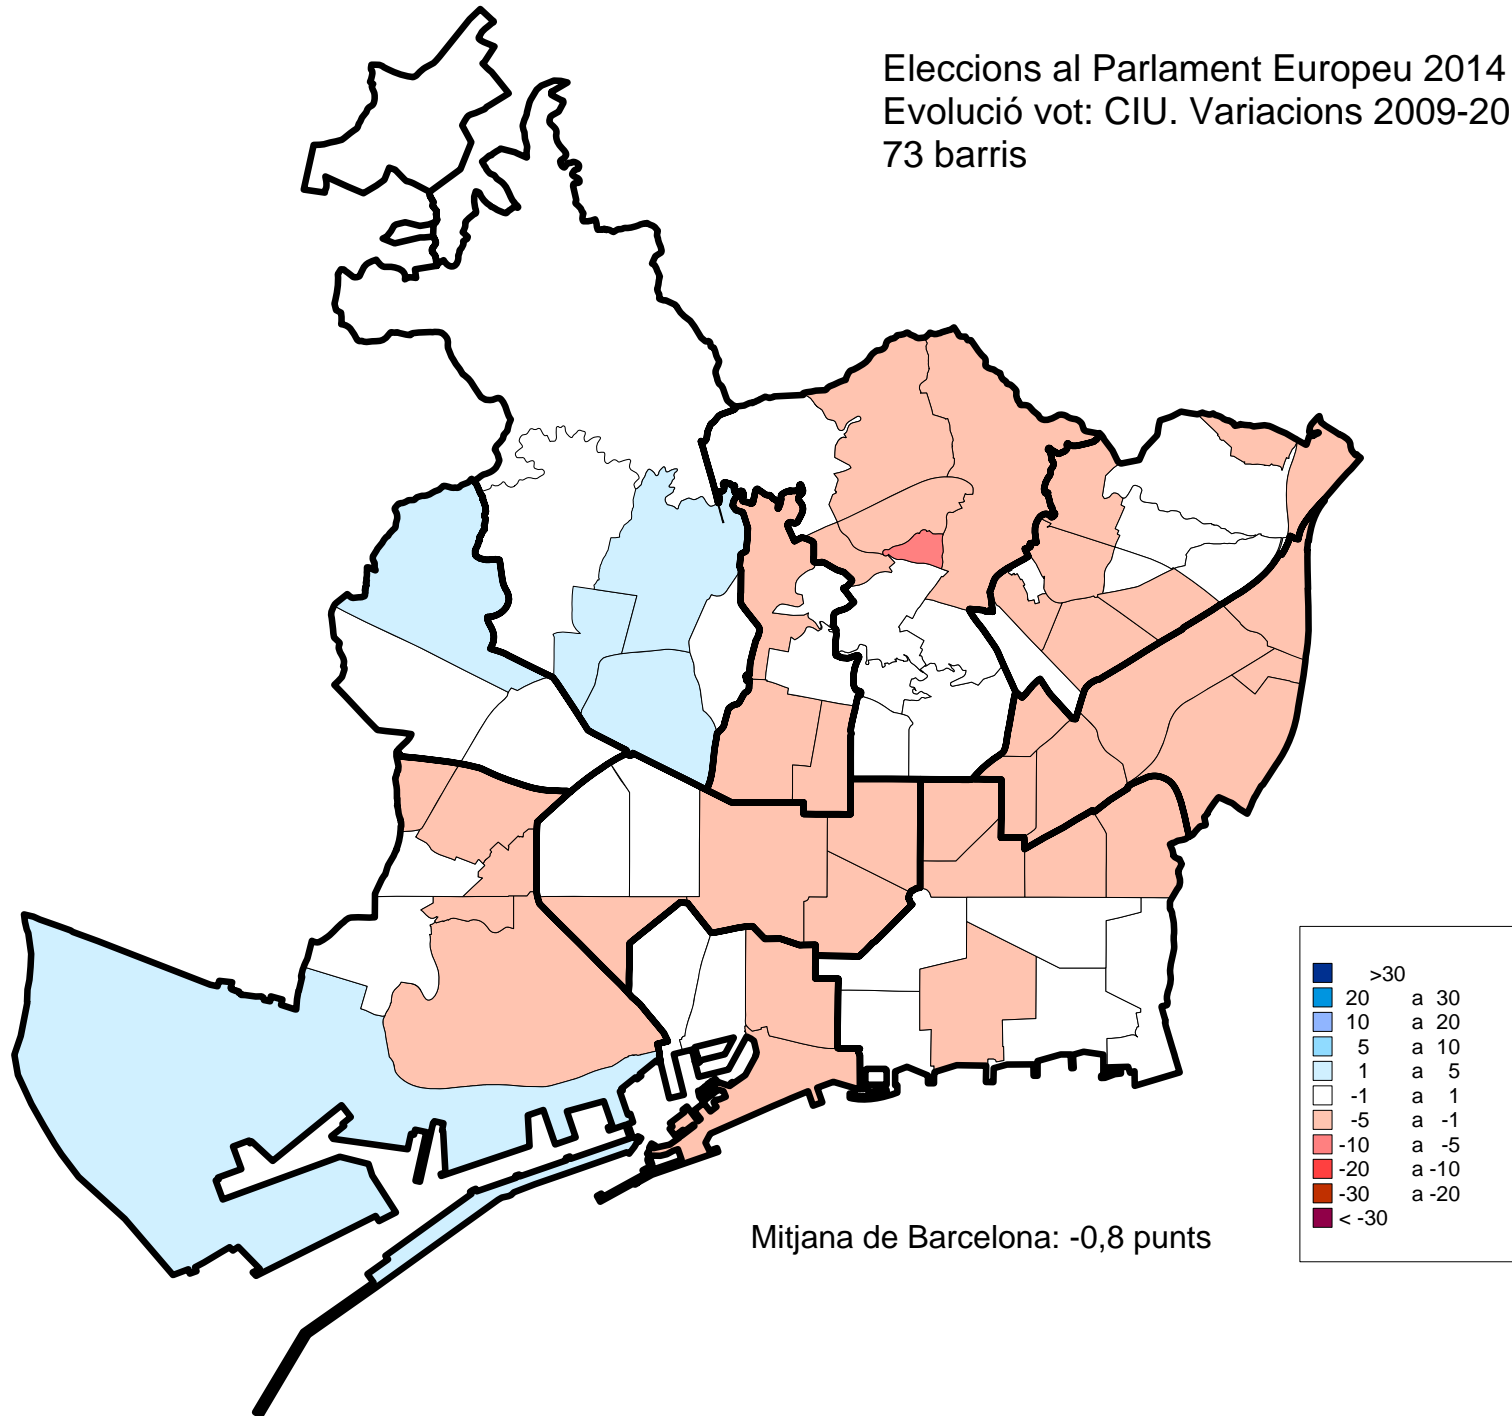 Eleccions al Parlament Europeu 2014
Evolució vot: CIU. Variacions 2009-20
73 barris
>30
20 a 30
10 a 20
5 a 10
1 a 5
-1 a 1
-5 a -1
-10 a -5
-20 a -10
-30 a -20
< -30
Mitjana de Barcelona: -0,8 punts